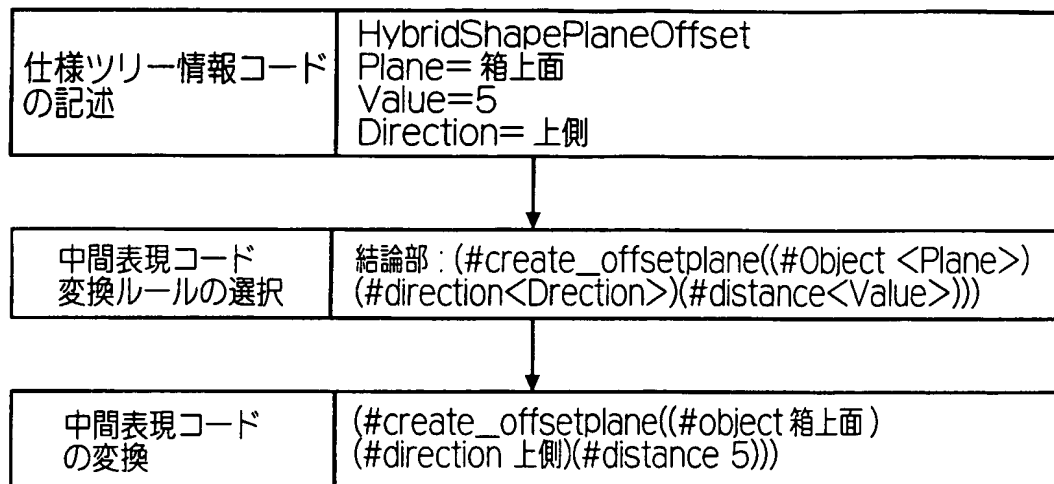 仕様ツリー情報コード
の記述
HybridShapePlaneOffset
Plane= 箱上面
Value=5
Direction= 上側
中間表現コード
変換ルールの選択
結論部 : (#create_offsetplane((#Object <Plane>)
(#direction<Drection>)(#distance<Value>)))
中間表現コード
の変換
(#create_offsetplane((#object 箱上面)
(#direction 上側)(#distance 5)))